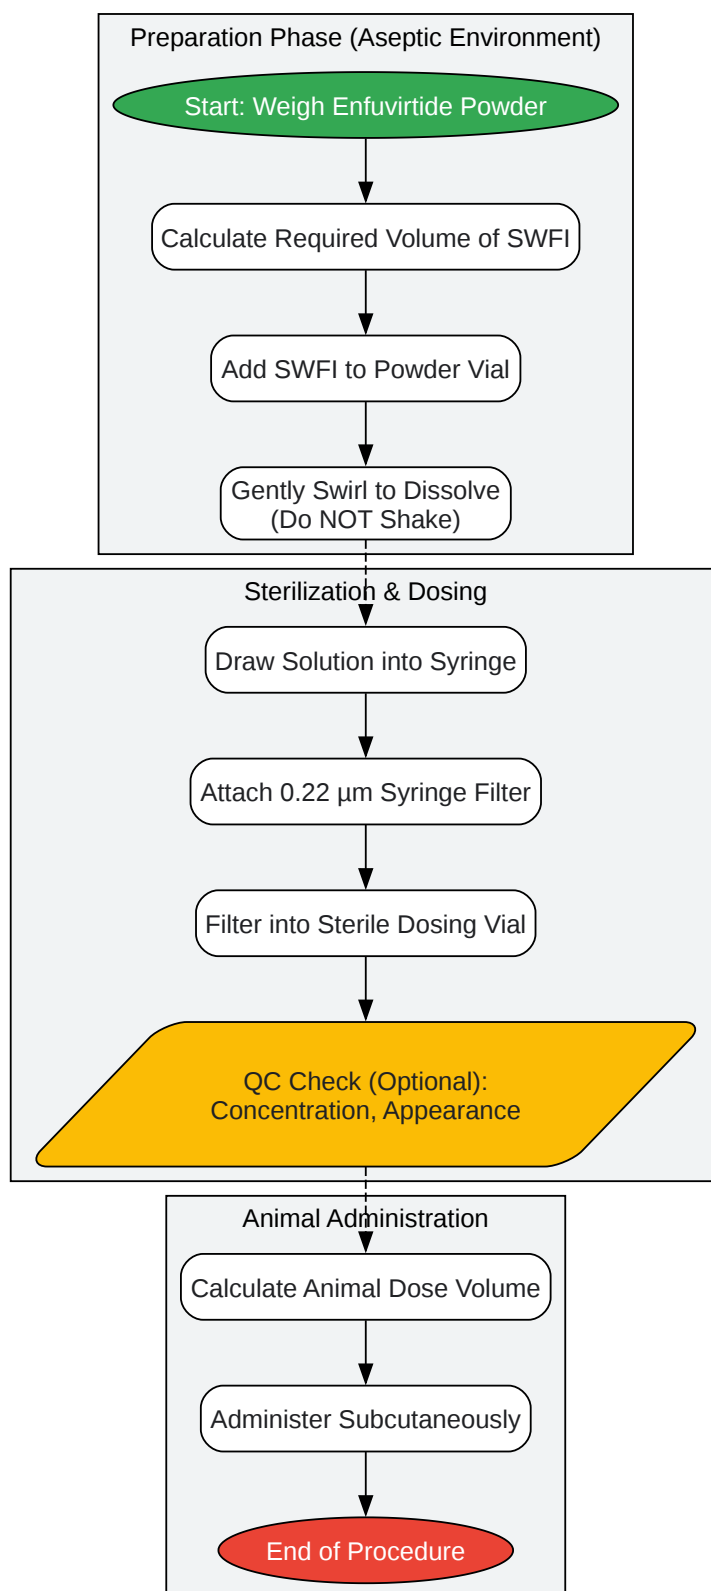 Preparation Phase (Aseptic Environment)
Start: Weigh Enfuvirtide Powder
Calculate Required Volume of SWFI
Add SWFI to Powder Vial
Gently Swirl to Dissolve
(Do NOT Shake)
Sterilization & Dosing
Draw Solution into Syringe
Attach 0.22 µm Syringe Filter
Filter into Sterile Dosing Vial
QC Check (Optional):
Concentration, Appearance
Animal Administration
Calculate Animal Dose Volume
Administer Subcutaneously
End of Procedure